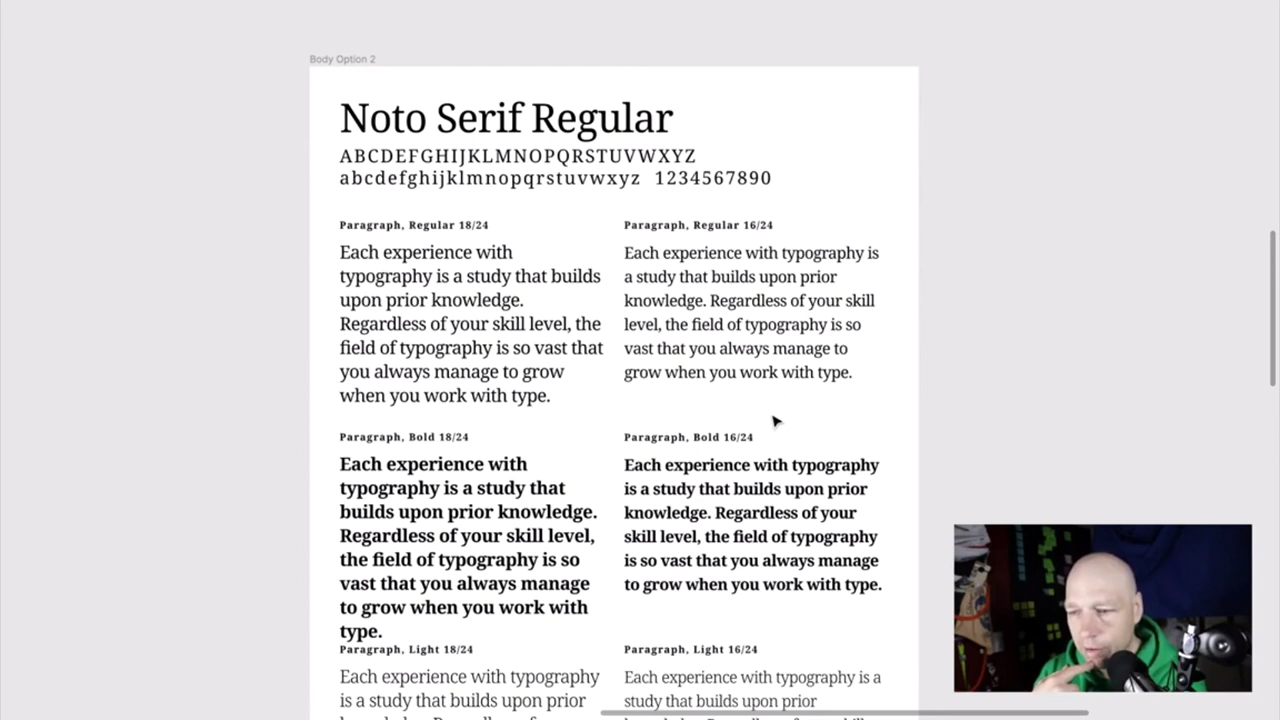 Body Option 2
Noto Serif Regular
ABCDEFGHIJKLMNOPQRSTUVWXYZ
abcdefghijklmnopqrstuvwxyz 1234567890
Paragraph, Regular 18/24
Each experience with
typography is a study that builds
upon prior knowledge.
Regardless of your skill level, the
field of typography is so vast that
you always manage to grow
when you work with type.
Paragraph, Regular 16/24
Each experience with typography is
a study that builds upon prior
knowledge. Regardless of your skill
level, the field of typography is so
vast that you always manage to
grow when you work with type.
Paragraph, Bold 18/24
Each experience with
typography is a study that
builds upon prior knowledge.
Regardless of your skill level,
the field of typography is so
vast that you always manage
to grow when you work with
type.
Paragraph, Bold 16/24
Each experience with typography
is a study that builds upon prior
knowledge. Regardless of your
skill level, the field of typography
is so vast that you always manage
to grow when you work with type.
Paragraph, Light 18/24
Each experience with typography
is a study that builds upon prior
Paragraph, Light 16/24
Each experience with typography is a
study that builds upon prior